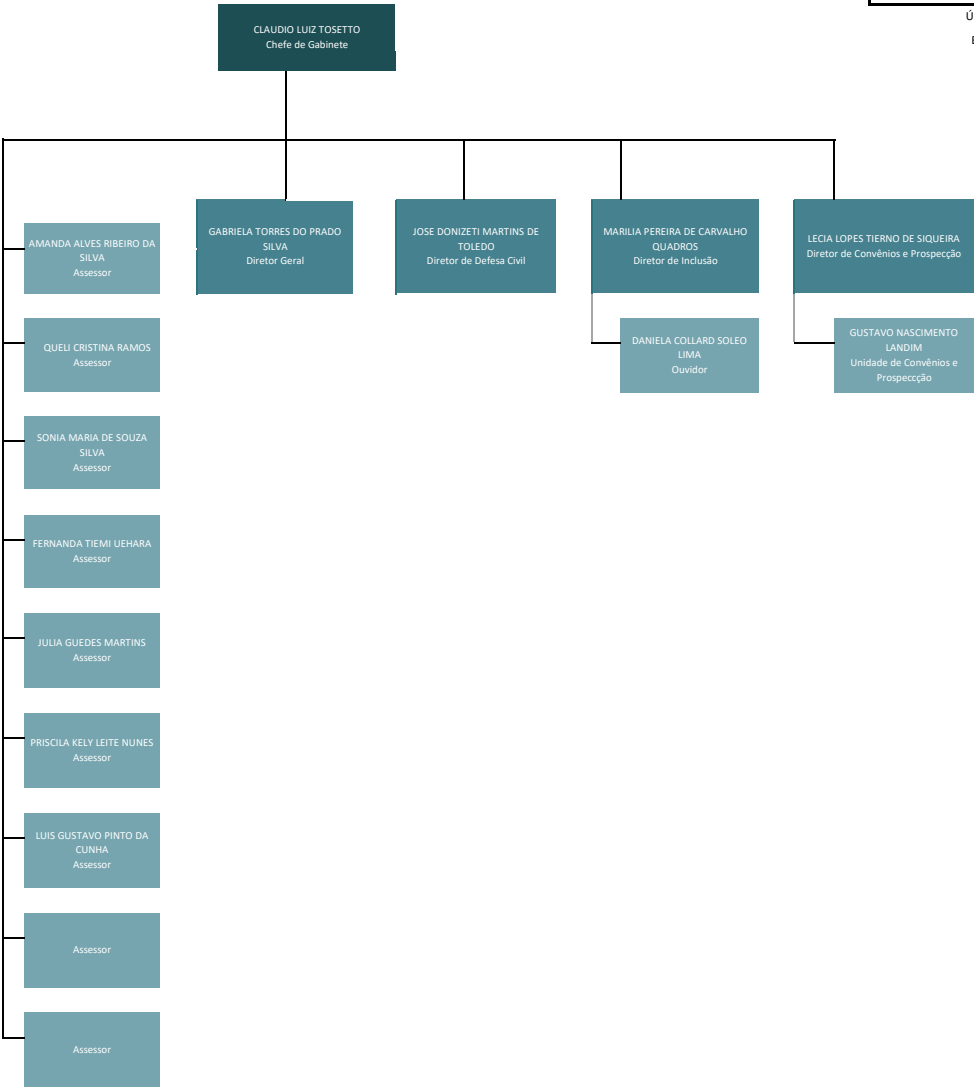 CLAUDIO LUIZ TOSETTO
Chefe de Gabinete
AMANDA ALVES RIBEIRO DA
SILVA
Assessor
GABRIELA TORRES DO PRADO
SILVA
Diretor Geral
JOSE DONIZETI MARTINS DE
TOLEDO
Diretor de Defesa Civil
MARILIA PEREIRA DE CARVALHO
QUADROS
Diretor de Inclusão
LECIA LOPES TIERNO DE SIQUEIRA
Diretor de Convênios e Prospecção
QUELI CRISTINA RAMOS
Assessor
DANIELA COLLARD SOLEO
LIMA
Ouvidor
GUSTAVO NASCIMENTO
LANDIM
Unidade de Convênios e
Prospeccção
SONIA MARIA DE SOUZA
SILVA
Assessor
FERNANDA TIEMI UEHARA
Assessor
JULIA GUEDES MARTINS
Assessor
PRISCILA KELY LEITE NUNES
Assessor
LUIS GUSTAVO PINTO DA
CUNHA
Assessor
Assessor
Assessor